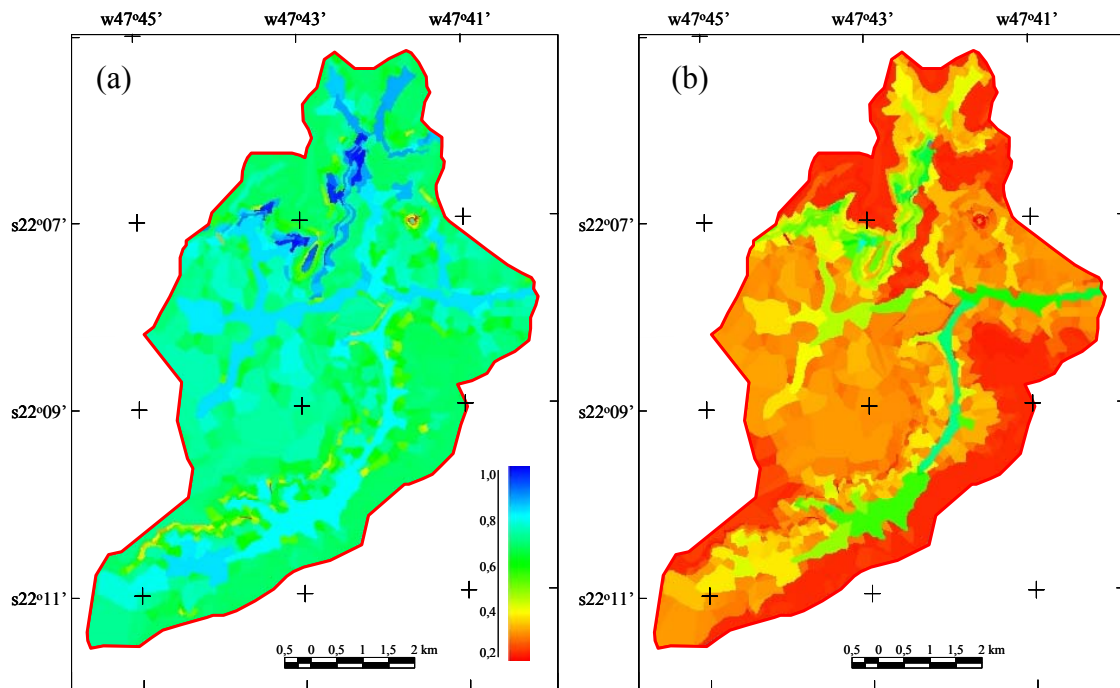 w47º45’ w47º43’ w47º41’ w47º45’ w47º43’ w47º41’
(a) (b)
s22º07’ s22º07’
s22º09’ s22º09’
1,0
0,8
0,6
s22º11’ s22º11’
0,4
0,2
0,5 0 0,5 1 1,5 2 km 0,5 0 0,5 1 1,5 2 km